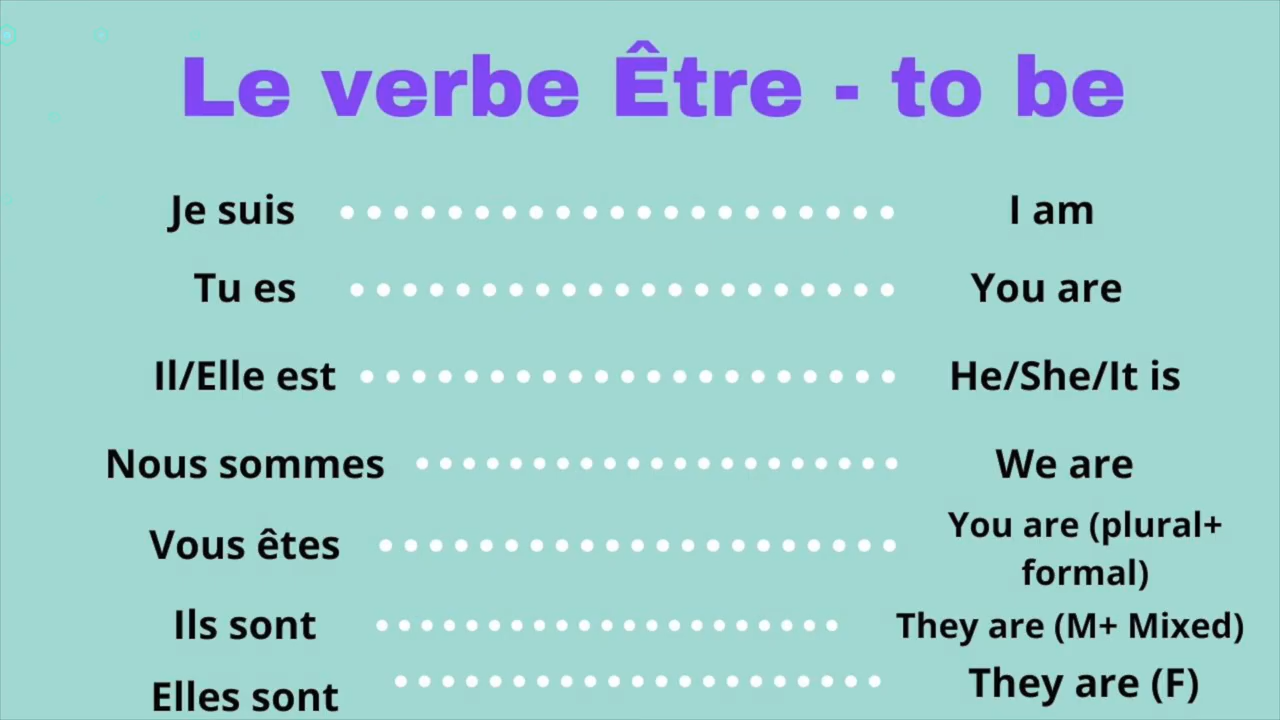 Le verbe Être - to be
Je suis I am
Tu es You are
Il/Elle est He/She/It is
Nous sommes We are
Vous êtes You are (plural+
formal)
Ils sont They are (M+ Mixed)
Elles sont They are (F)